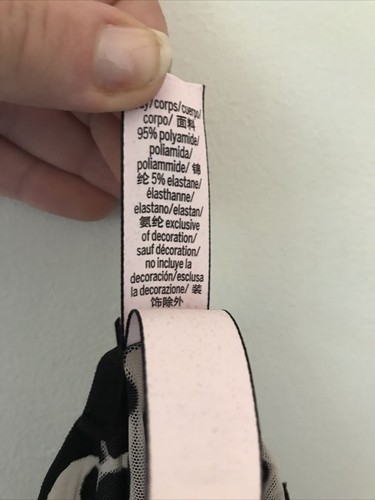 /corps/cuerpo/
corpo/ 面料
95% polyamide/
poliamida/
poliammide/ 锦
纶 5% elastane/
élasthanne/
elastano/elastan/
氨纶 exclusive
of decoration/
sauf décoration/
no incluye la
decoración/esclusa
la decorazione/ 装
饰除外